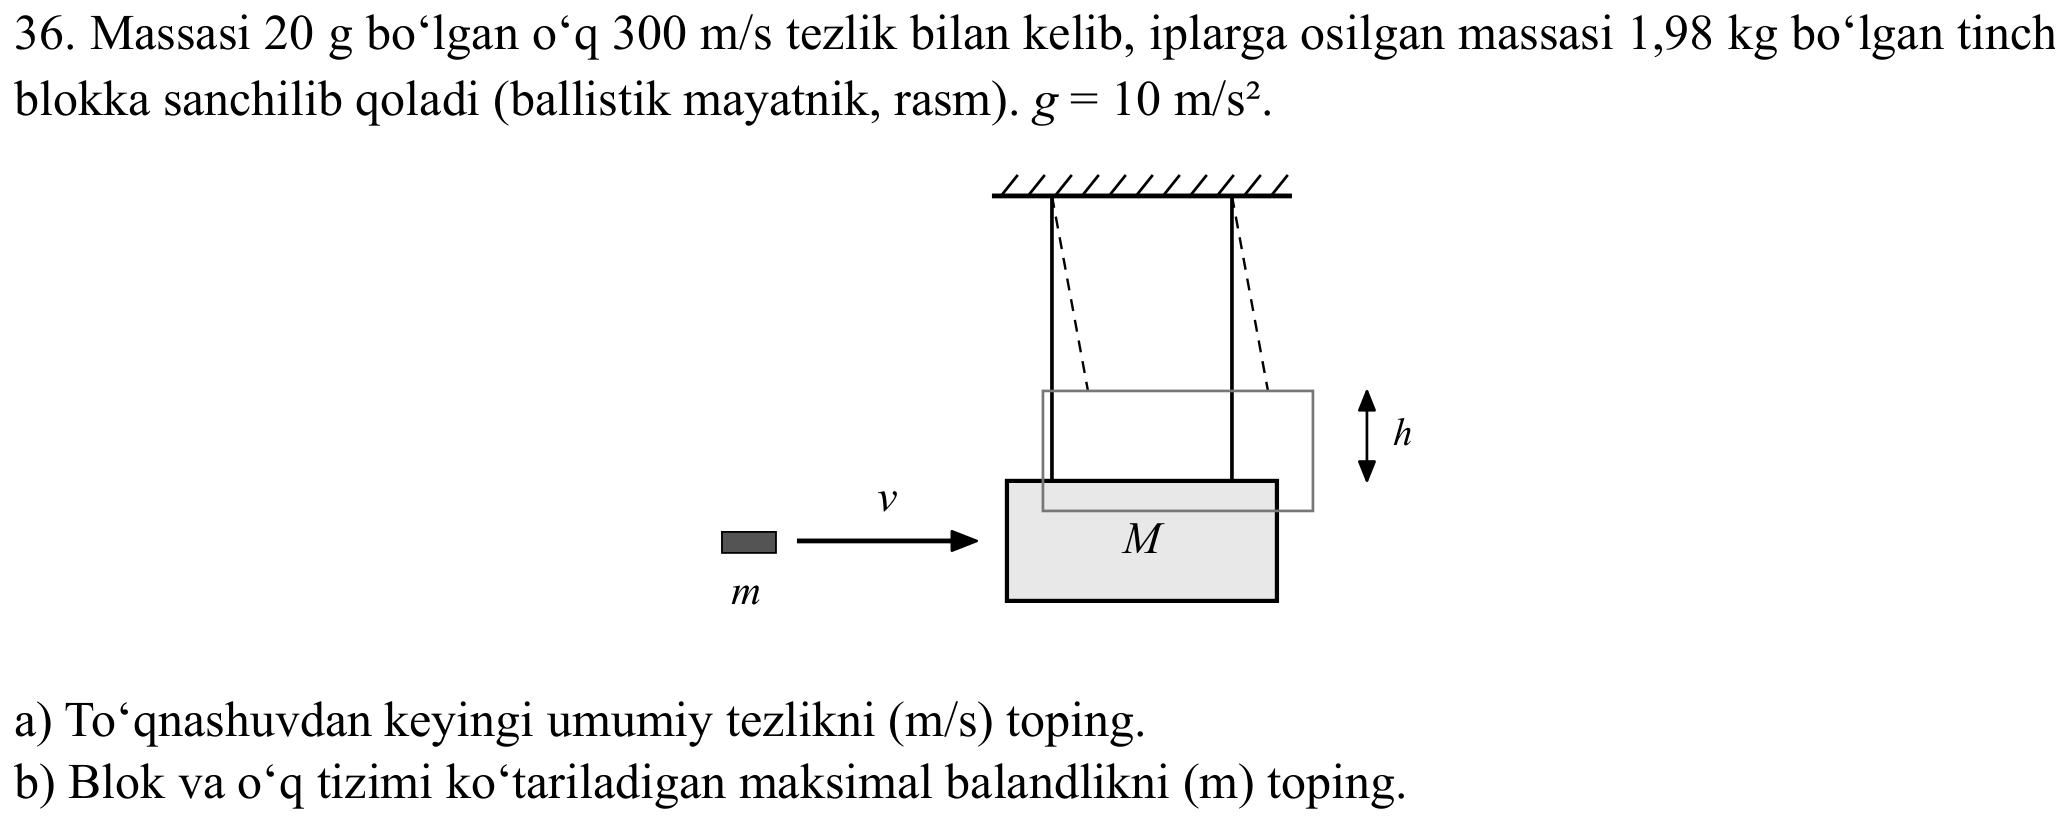 36. Massasi 20 g bo‘lgan o‘q 300 m/s tezlik bilan kelib, iplarga osilgan massasi 1,98 kg bo‘lgan tinch
blokka sanchilib qoladi (ballistik mayatnik, rasm). g = 10 m/s².
h
v
M
m
a) To‘qnashuvdan keyingi umumiy tezlikni (m/s) toping.
b) Blok va o‘q tizimi ko‘tariladigan maksimal balandlikni (m) toping.